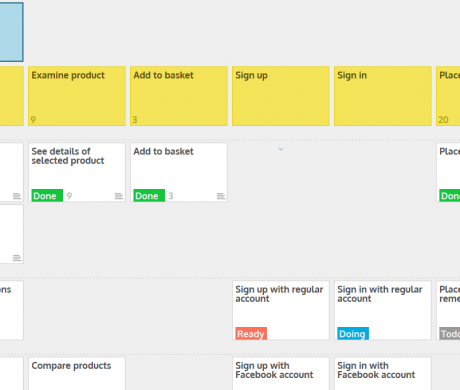 Examine product
Add to basket
Sign up
Sign in
Place
9
3
20
See details of
selected product
Add to basket
Place
Done 9
Done 3
Done
ons
Sign up with regular
account
Sign in with regular
account
Place
reme
Ready
Doing
Todo
Compare products
Sign up with
Facebook account
Sign in with
Facebook account